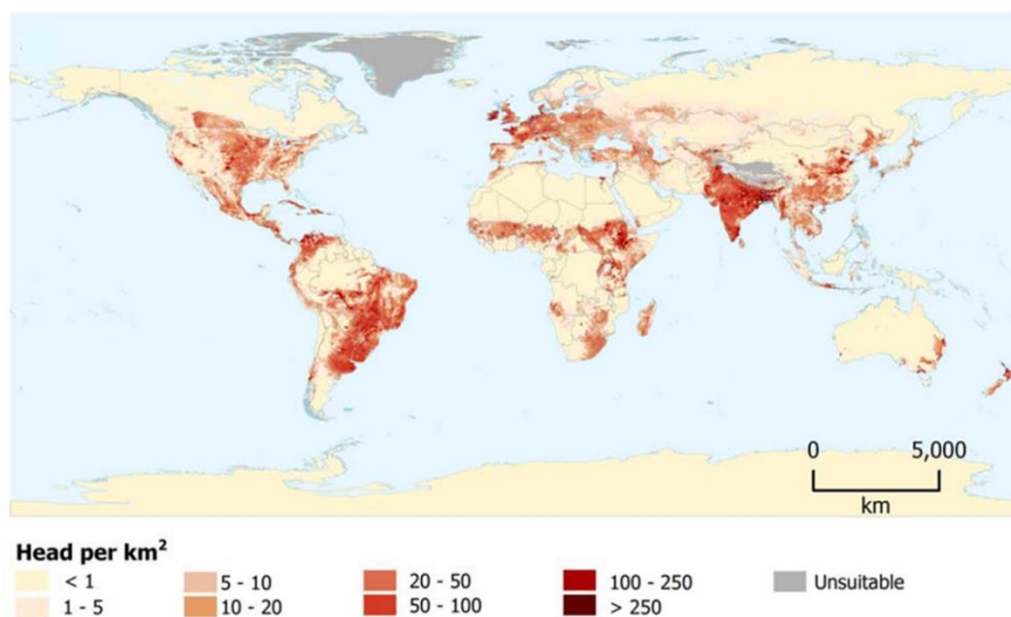 0 5,000
km
Head per km²
< 1 5 - 10 20 - 50 100 - 250 Unsuitable
1 - 5 10 - 20 50 - 100 > 250